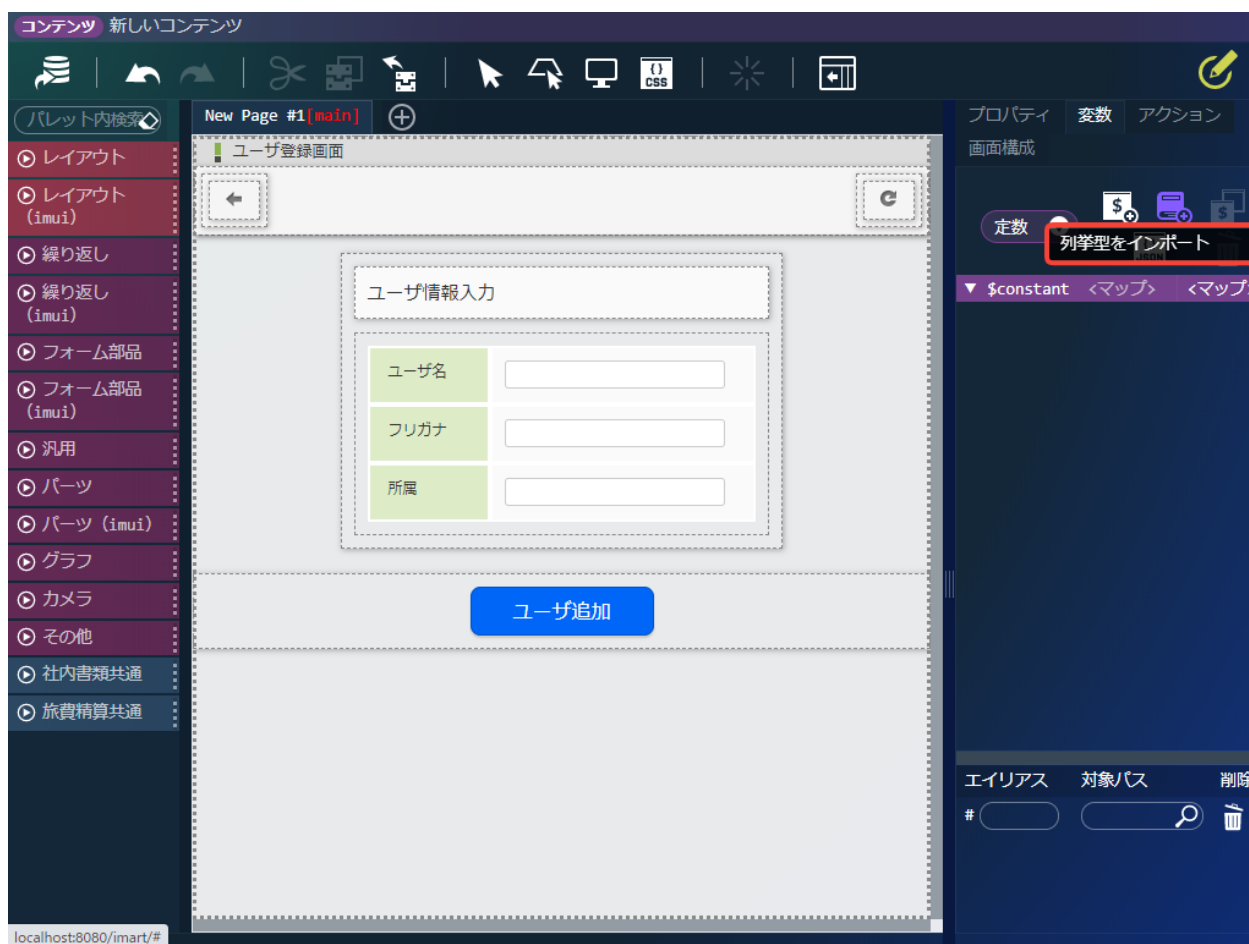 コンテンツ 新しいコンテンツ
{} CSS
パレット内検索
New Page #1[main]
プロパティ 変数 アクション
画面構成
レイアウト
レイアウト
(imui)
繰り返し
繰り返し
(imui)
フォーム部品
フォーム部品
(imui)
汎用
パーツ
パーツ (imui)
グラフ
カメラ
その他
社内書類共通
旅費精算共通
ユーザ登録画面
ユーザ情報入力
ユーザ名
フリガナ
所属
ユーザ追加
定数
$
$
列挙型をインポート
▼ $constant <マップ> <マップ>
エイリアス 対象パス 削除
#
localhost:8080/imart/#